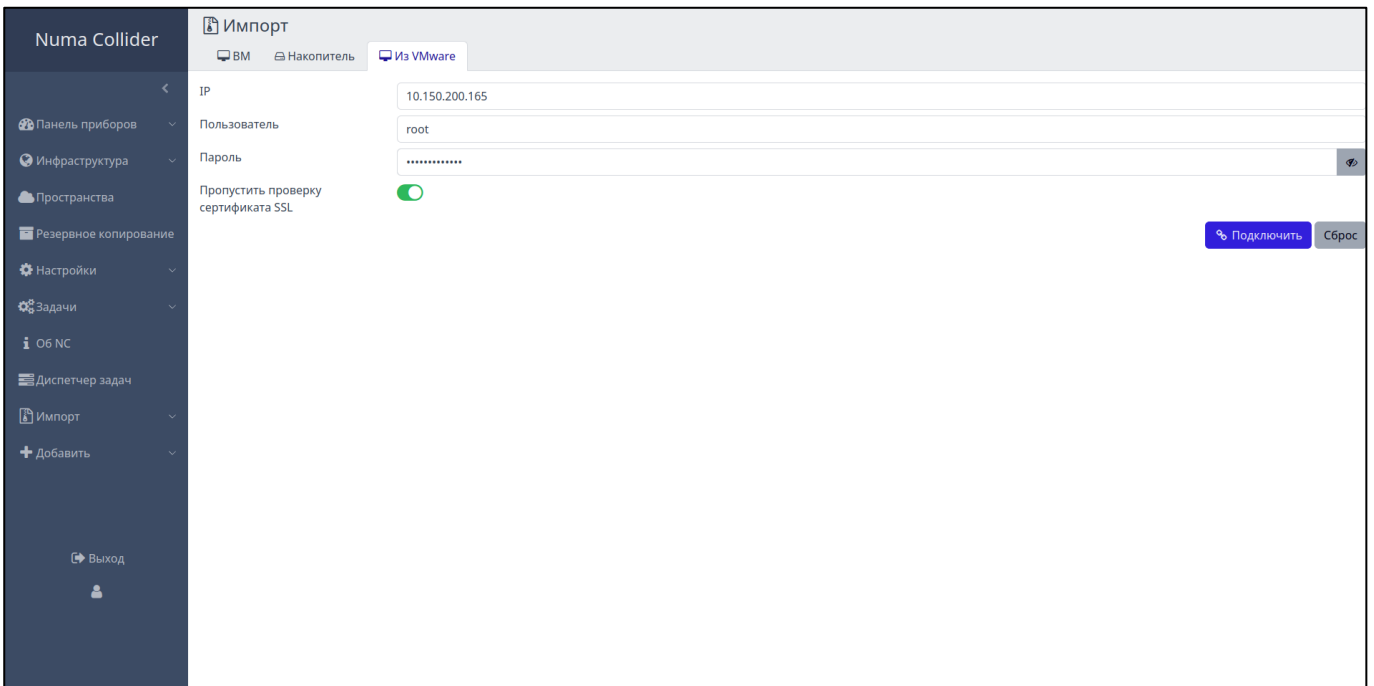 Numa Collider
Импорт
ВМ
Накопитель
Из VMware
IP
10.150.200.165
Пользователь
root
Пароль
•••••••••••••
Пропустить проверку
сертификата SSL
Подключить
Сброс
Панель приборов
Инфраструктура
Пространства
Резервное копирование
Настройки
Задачи
Об NC
Диспетчер задач
Импорт
Добавить
Выход